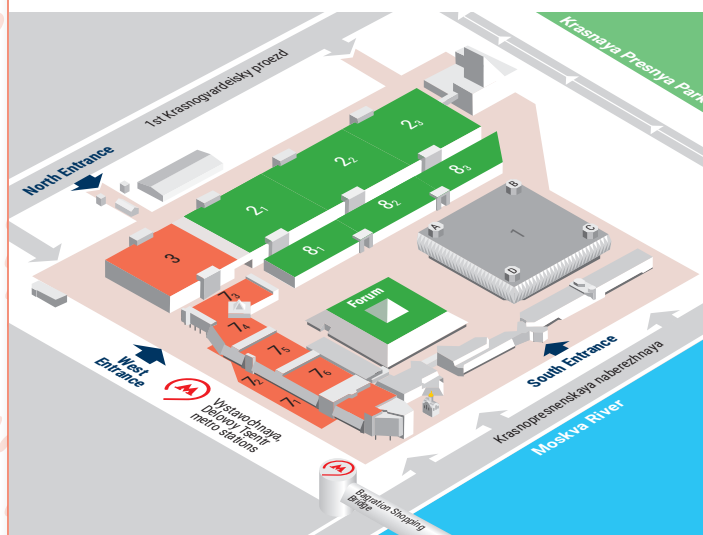 Krasnaya Presnya Park
1st Krasnogvardeisky proezd
North Entrance
2₃
2₂
2₁
8₃
8₂
8₁
B
A
1
C
D
3
Forum
7₃
7₄
7₅
7₆
7₂
7₁
West
Entrance
South Entrance
Krasnopresnenskaya naberezhnaya
Moskva River
Vystavochnaya,
Delovoy Tsentr
metro stations
Bagration Shopping
Bridge